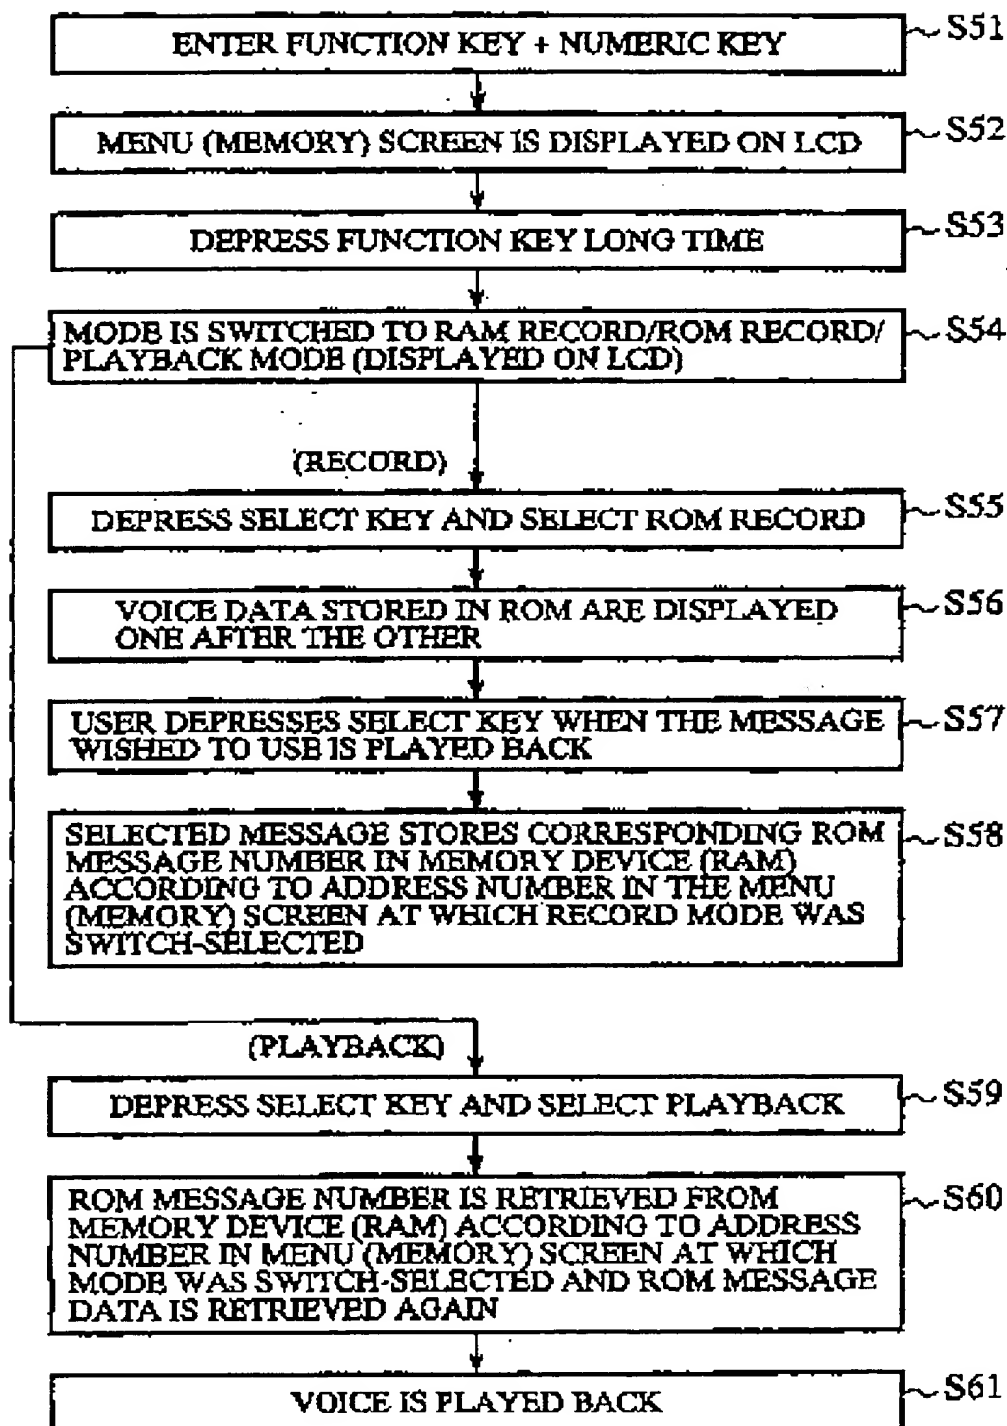 ENTER FUNCTION KEY + NUMERIC KEY
S51
MENU (MEMORY) SCREEN IS DISPLAYED ON LCD
S52
DEPRESS FUNCTION KEY LONG TIME
S53
MODE IS SWITCHED TO RAM RECORD/ROM RECORD/
PLAYBACK MODE (DISPLAYED ON LCD)
S54
(RECORD)
DEPRESS SELECT KEY AND SELECT ROM RECORD
S55
VOICE DATA STORED IN ROM ARE DISPLAYED
ONE AFTER THE OTHER
S56
USER DEPRESSES SELECT KEY WHEN THE MESSAGE
WISHED TO USE IS PLAYED BACK
S57
SELECTED MESSAGE STORES CORRESPONDING ROM
MESSAGE NUMBER IN MEMORY DEVICE (RAM)
ACCORDING TO ADDRESS NUMBER IN THE MENU
(MEMORY) SCREEN AT WHICH RECORD MODE WAS
SWITCH-SELECTED
S58
(PLAYBACK)
DEPRESS SELECT KEY AND SELECT PLAYBACK
S59
ROM MESSAGE NUMBER IS RETRIEVED FROM
MEMORY DEVICE (RAM) ACCORDING TO ADDRESS
NUMBER IN MENU (MEMORY) SCREEN AT WHICH
MODE WAS SWITCH-SELECTED AND ROM MESSAGE
DATA IS RETRIEVED AGAIN
S60
VOICE IS PLAYED BACK
S61